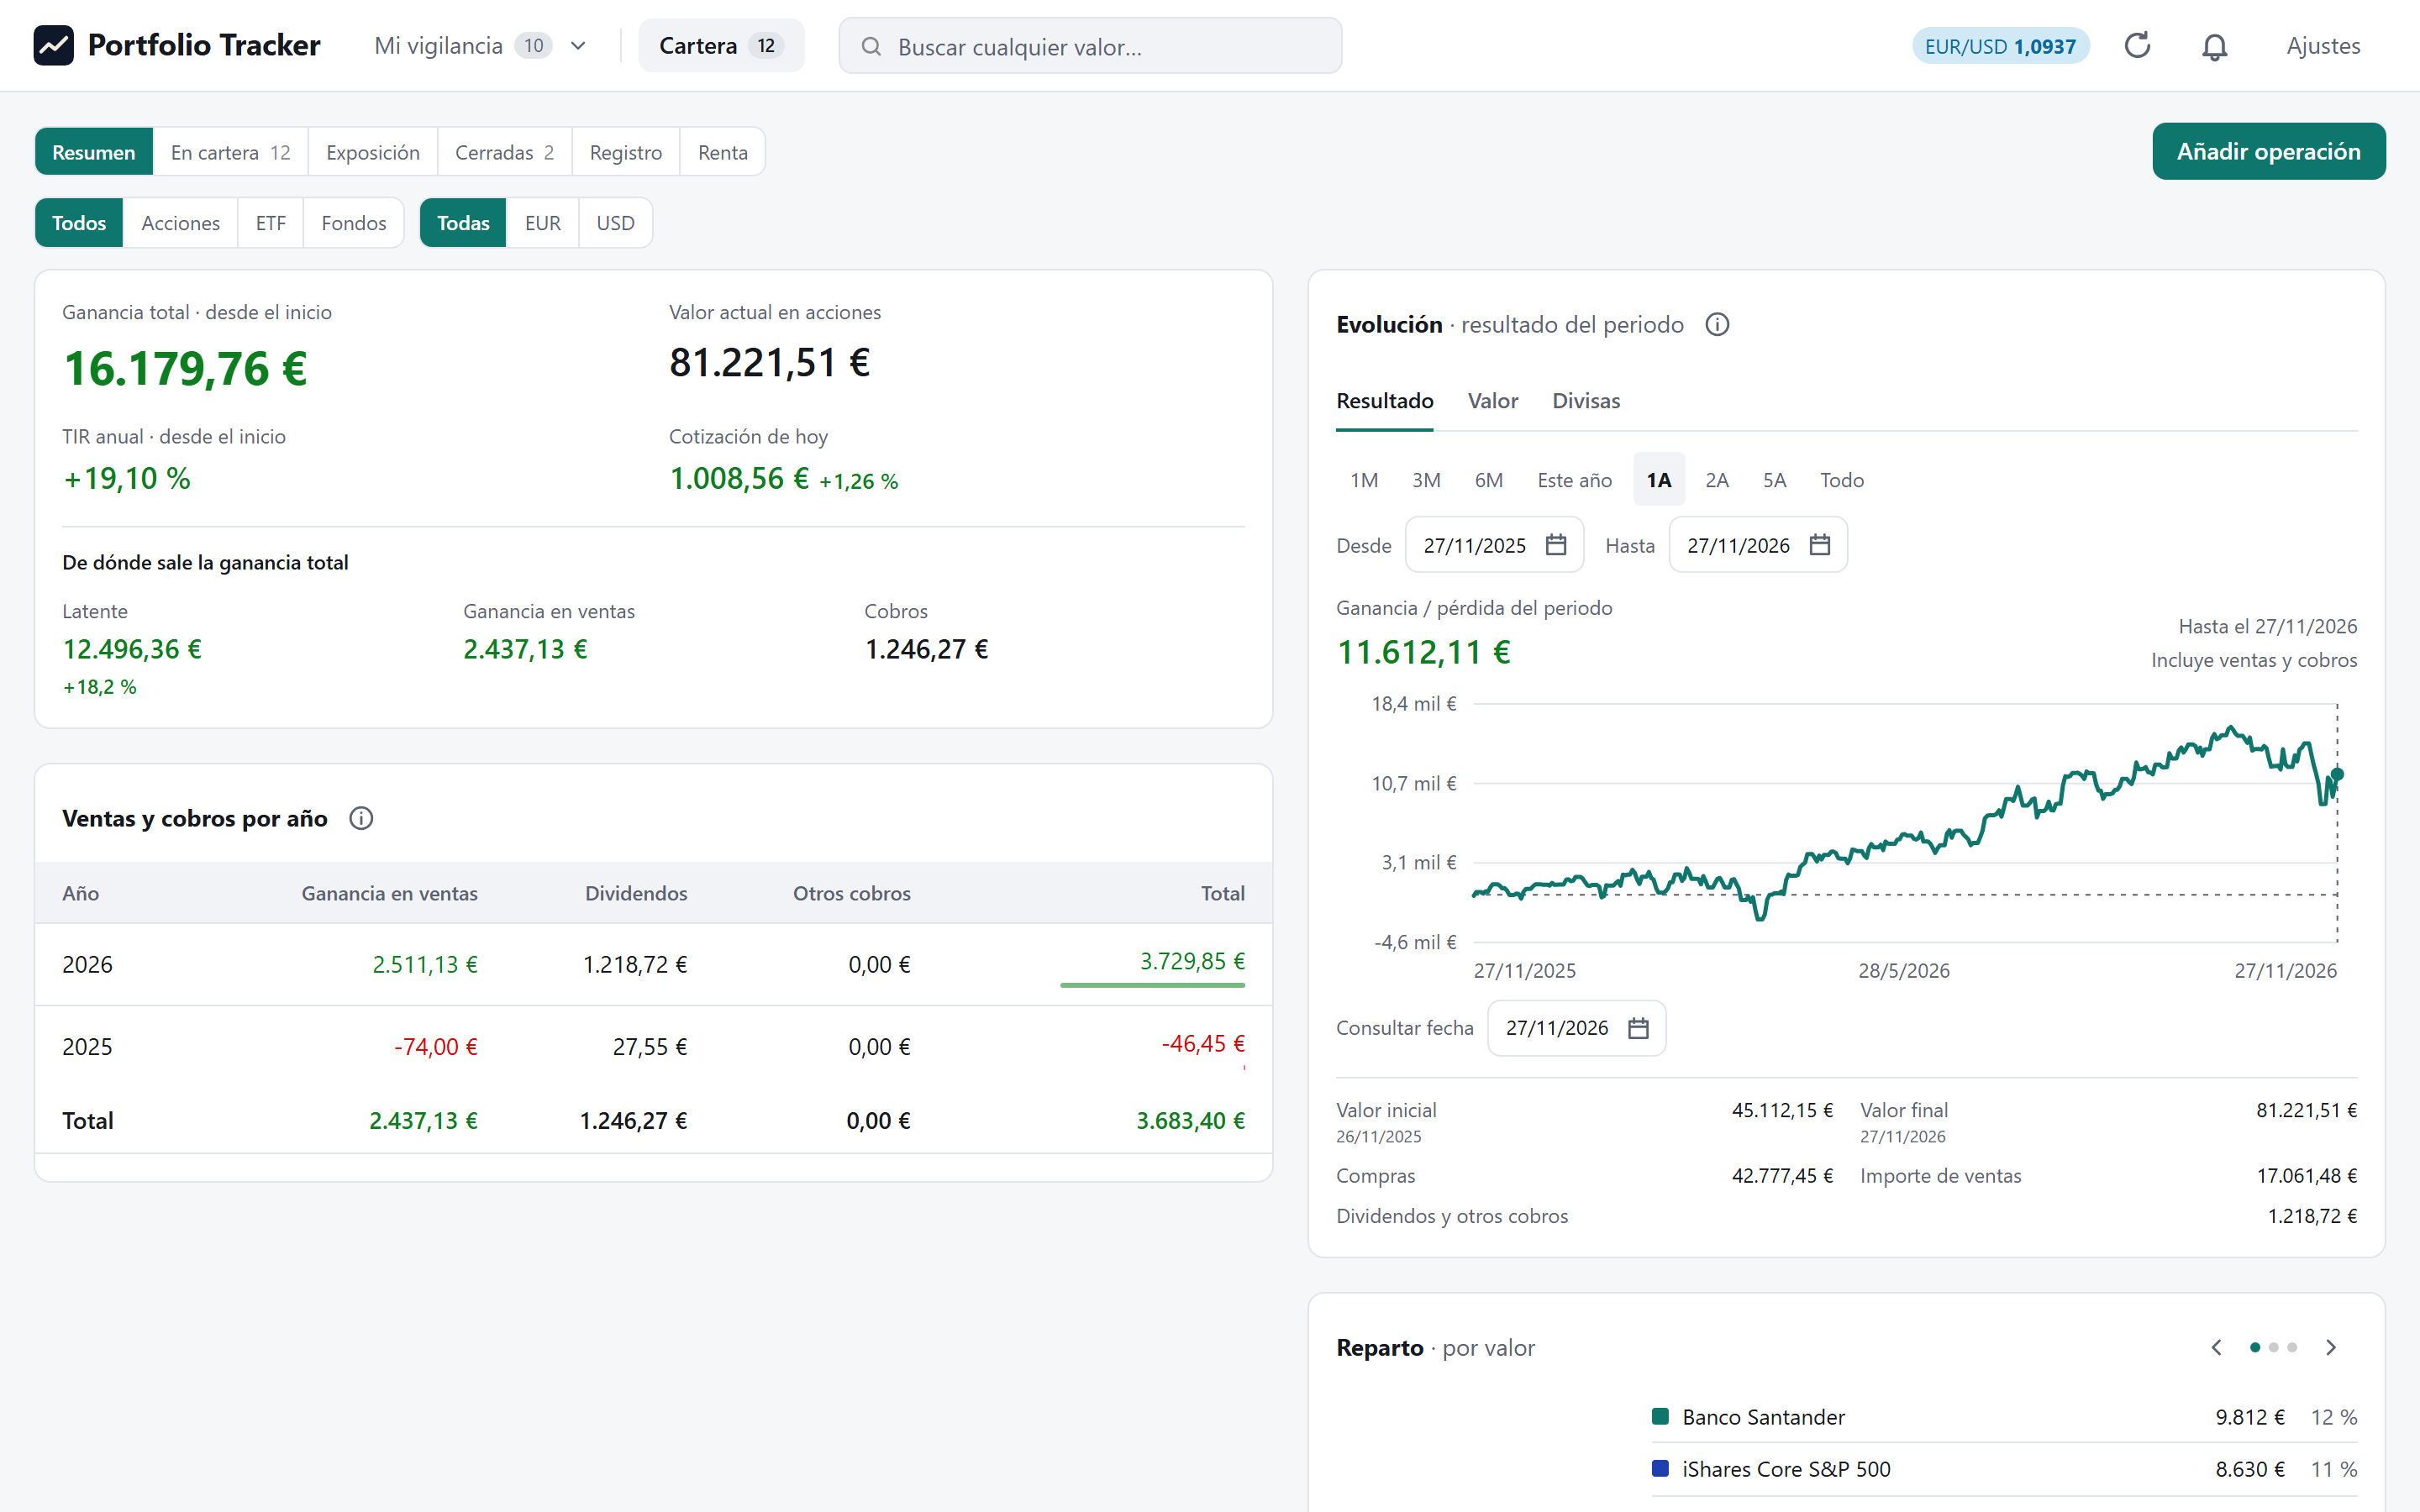 Portfolio Tracker
Mi vigilancia 10
Cartera 12
Buscar cualquier valor...
EUR/USD 1,0937
Ajustes
Resumen
En cartera 12
Exposición
Cerradas 2
Registro
Renta
Añadir operación
Todos
Acciones
ETF
Fondos
Todas
EUR
USD
Ganancia total · desde el inicio
16.179,76 €
Valor actual en acciones
81.221,51 €
TIR anual · desde el inicio
+19,10 %
Cotización de hoy
1.008,56 € +1,26 %
De dónde sale la ganancia total
Latente
12.496,36 €
+18,2 %
Ganancia en ventas
2.437,13 €
Cobros
1.246,27 €
Ventas y cobros por año
Año Ganancia en ventas Dividendos Otros cobros Total
2026 2.511,13 € 1.218,72 € 0,00 € 3.729,85 €
2025 -74,00 € 27,55 € 0,00 € -46,45 €
Total 2.437,13 € 1.246,27 € 0,00 € 3.683,40 €
Evolución · resultado del periodo
Resultado Valor Divisas
1M 3M 6M Este año 1A 2A 5A Todo
Desde 27/11/2025 Hasta 27/11/2026
Ganancia / pérdida del periodo
11.612,11 €
Hasta el 27/11/2026
Incluye ventas y cobros
18,4 mil €
10,7 mil €
3,1 mil €
-4,6 mil €
27/11/2025 28/5/2026 27/11/2026
Consultar fecha 27/11/2026
Valor inicial 45.112,15 €
26/11/2025
Valor final 81.221,51 €
27/11/2026
Compras 42.777,45 €
Importe de ventas 17.061,48 €
Dividendos y otros cobros 1.218,72 €
Reparto · por valor
Banco Santander 9.812 € 12 %
iShares Core S&P 500 8.630 € 11 %